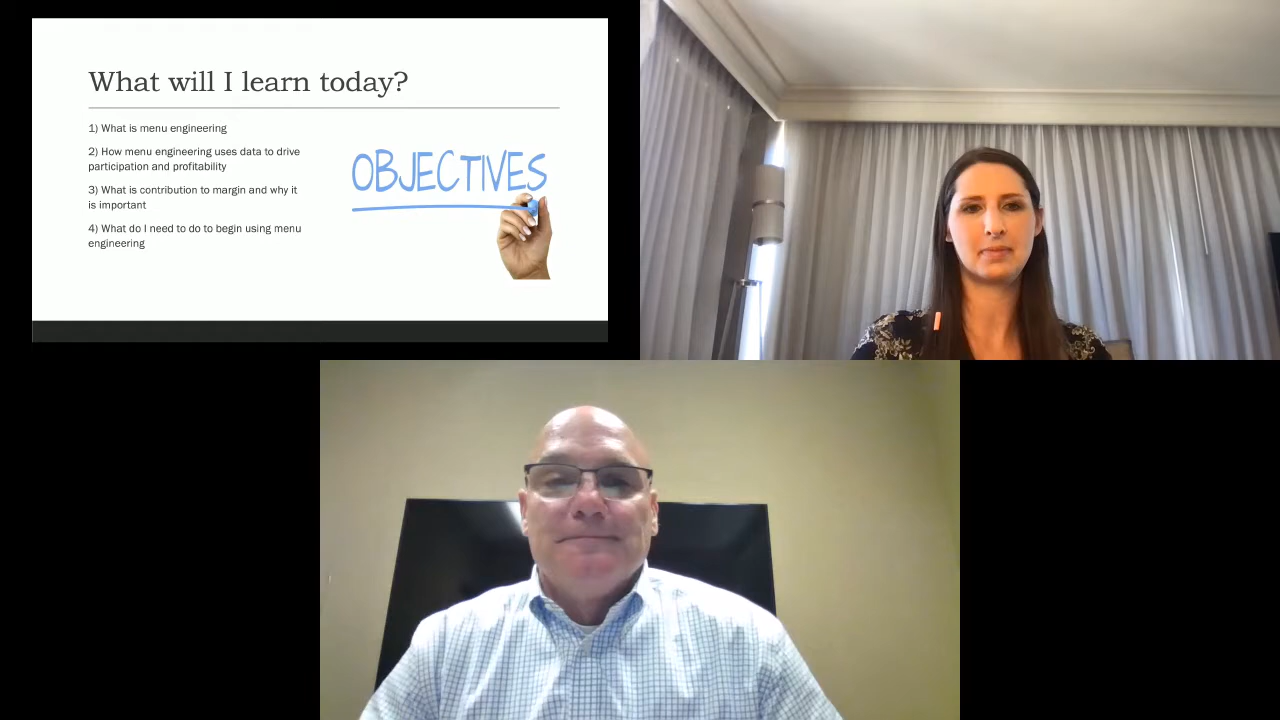 What will I learn today?
1) What is menu engineering
2) How menu engineering uses data to drive
participation and profitability
3) What is contribution to margin and why it
is important
4) What do I need to do to begin using menu
engineering
OBJECTIVES